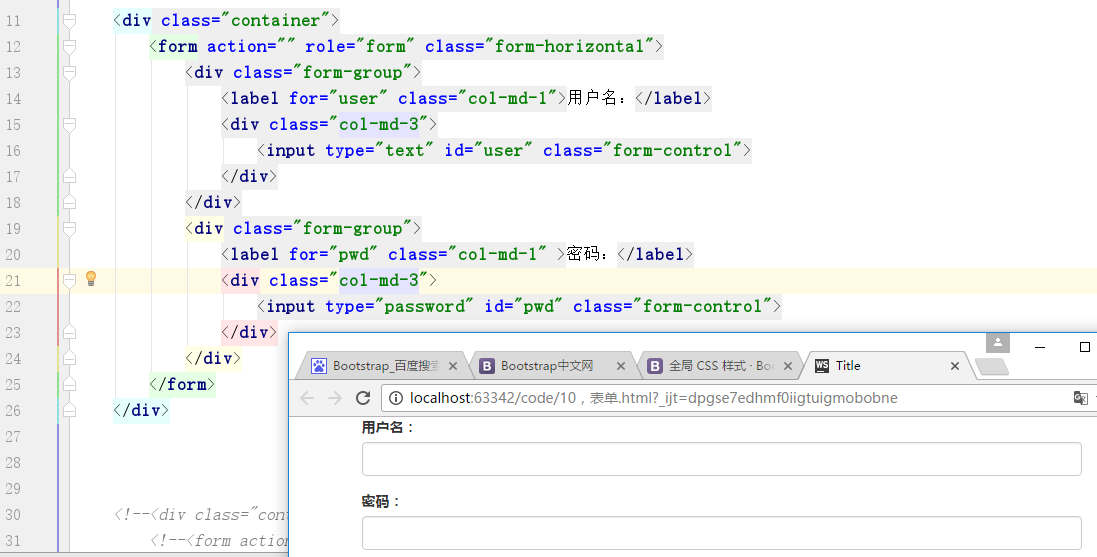 11 <div class="container">
12 <form action="" role="form" class="form-horizontal">
13 <div class="form-group">
14 <label for="user" class="col-md-1">用户名：</label>
15 <div class="col-md-3">
16 <input type="text" id="user" class="form-control">
17 </div>
18 </div>
19 <div class="form-group">
20 <label for="pwd" class="col-md-1" >密码：</label>
21 <div class="col-md-3">
22 <input type="password" id="pwd" class="form-control">
23 </div>
24 </div>
25 </form>
26 </div>
27
28
29
30 <!--<div class="con
31 <!--<form action
Bootstrap_百度搜索 Bootstrap中文网 全局 CSS 样式 · Boo WS Title
localhost:63342/code/10，表单.html?_ijt=dpgse7edhmf0iigtuigmobobne
用户名：
密码：